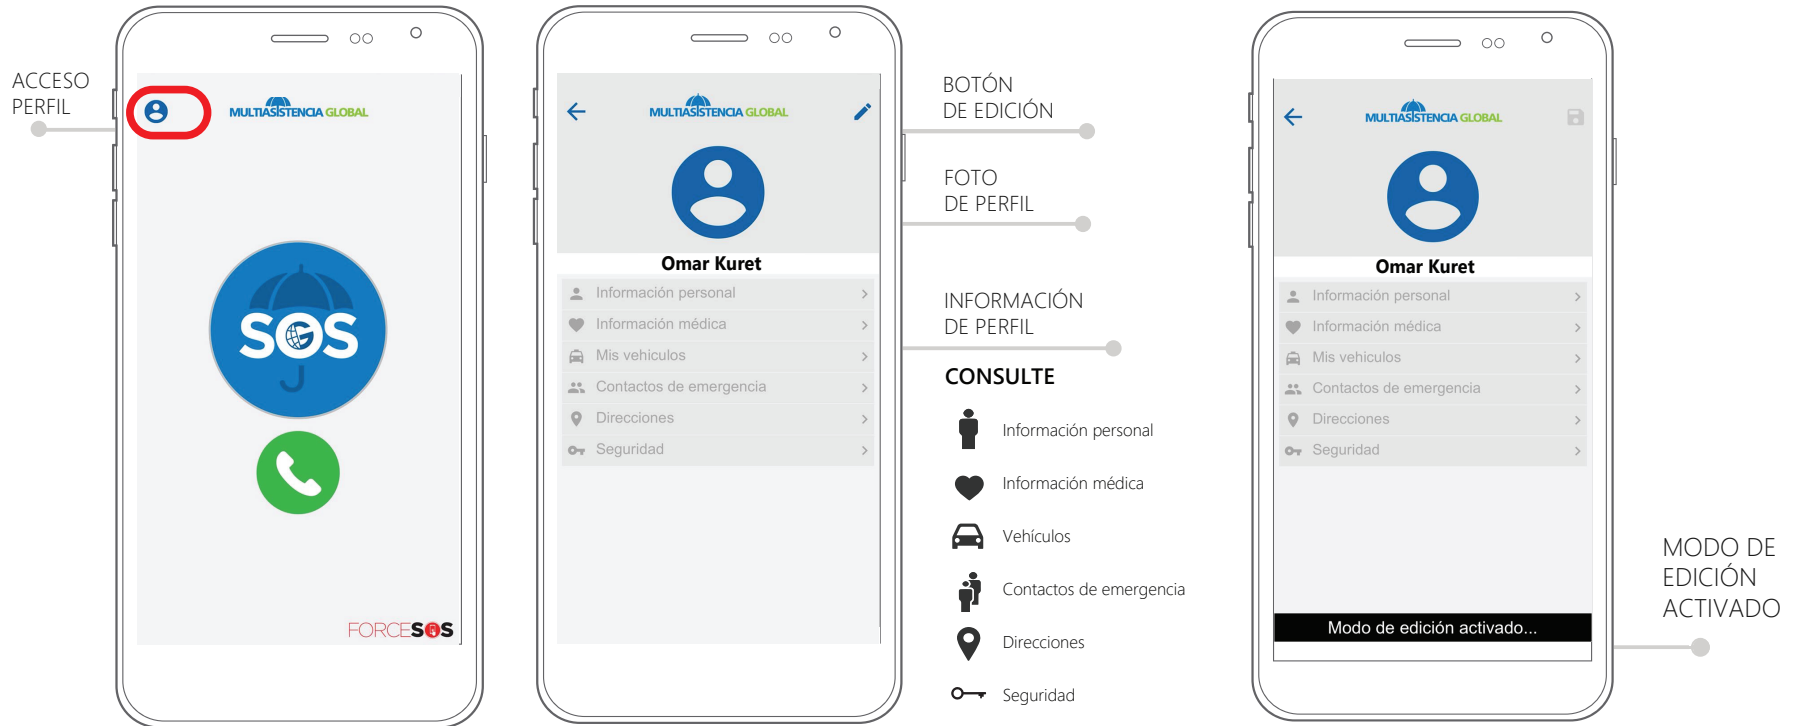 ACCESO
PERFIL
MULTIASISTENCIA GLOBAL
SOS
FORCESOS
MULTIASISTENCIA GLOBAL
Omar Kuret
Información personal
Información médica
Mis vehiculos
Contactos de emergencia
Direcciones
Seguridad
BOTÓN
DE EDICIÓN
FOTO
DE PERFIL
INFORMACIÓN
DE PERFIL
CONSULTE
Información personal
Información médica
Vehículos
Contactos de emergencia
Direcciones
Seguridad
MULTIASISTENCIA GLOBAL
Omar Kuret
Información personal
Información médica
Mis vehiculos
Contactos de emergencia
Direcciones
Seguridad
Modo de edición activado...
MODO DE
EDICIÓN
ACTIVADO